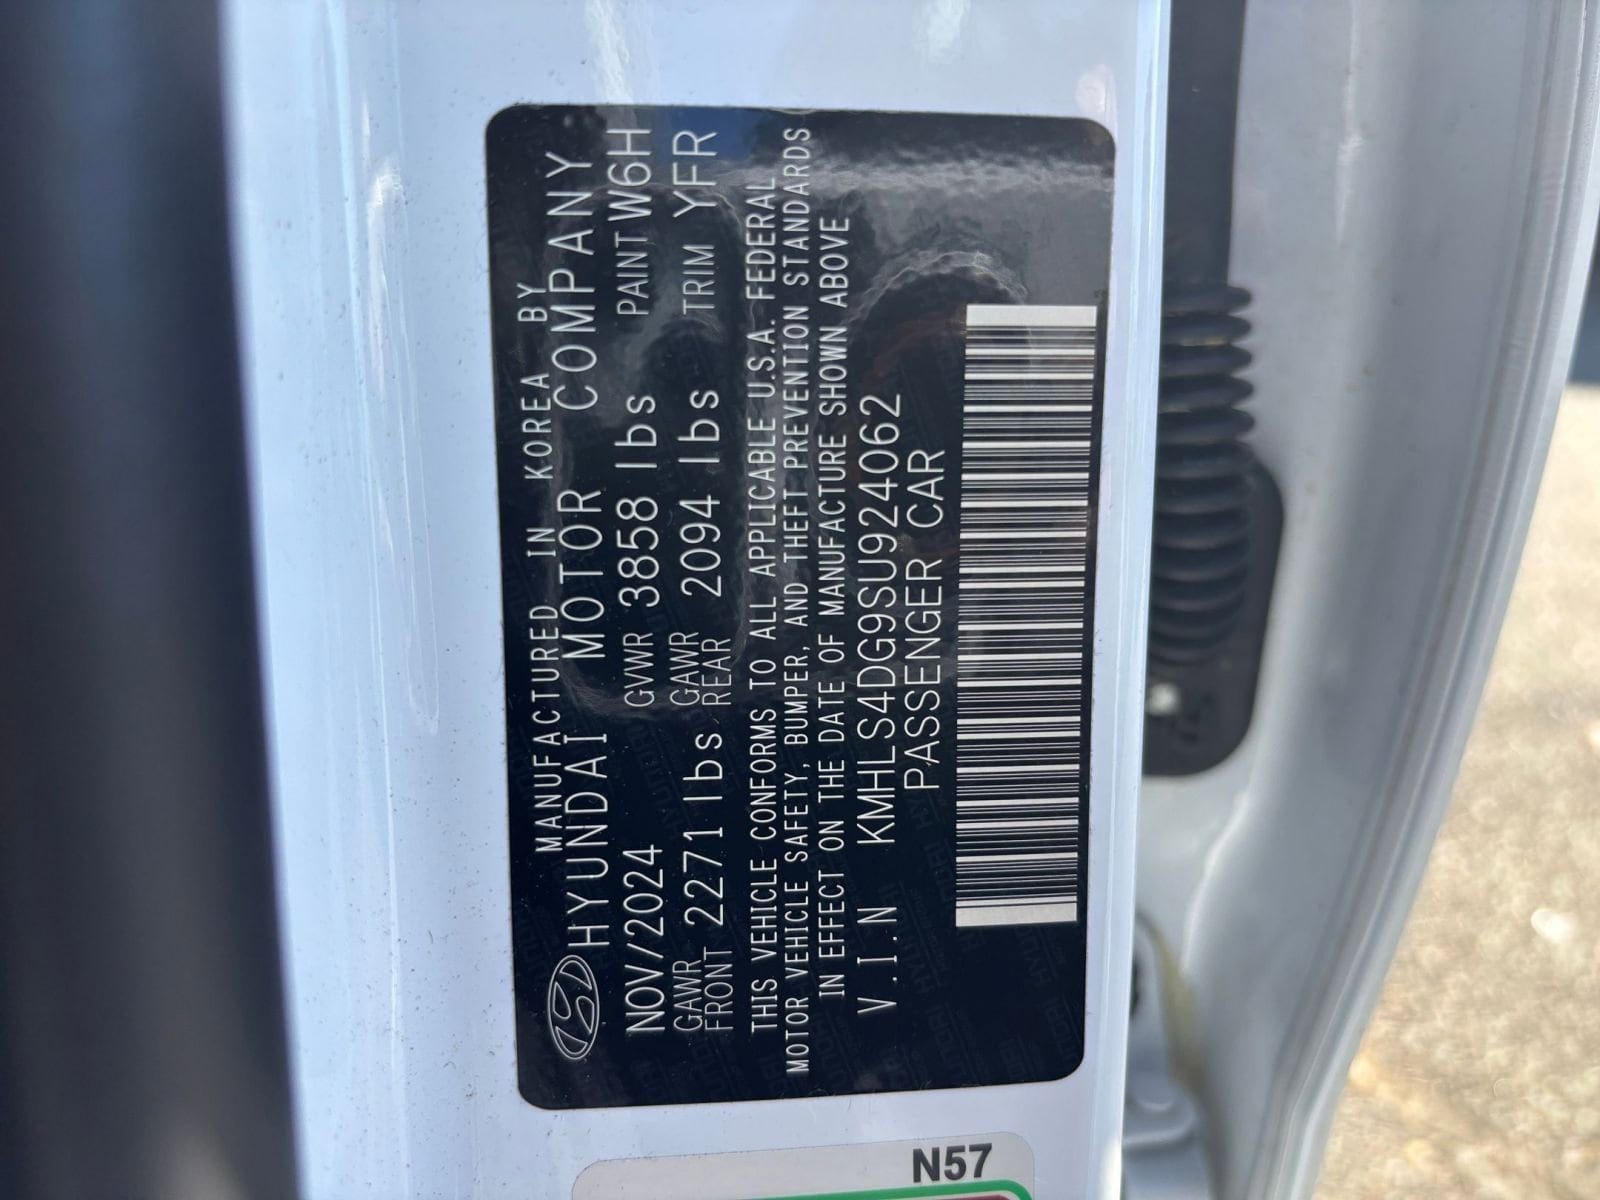 MANUFACTURED IN KOREA BY
HYUNDAI MOTOR COMPANY
NOV/2024 GVWR 3858 lbs PAINT W6H
GAWR FRONT 2271 lbs GAWR REAR 2094 lbs TRIM YFR
THIS VEHICLE CONFORMS TO ALL APPLICABLE U.S.A. FEDERAL
MOTOR VEHICLE SAFETY, BUMPER, AND THEFT PREVENTION STANDARDS
IN EFFECT ON THE DATE OF MANUFACTURE SHOWN ABOVE
V.I.N KMHLS4DG9SU924062
PASSENGER CAR
N57